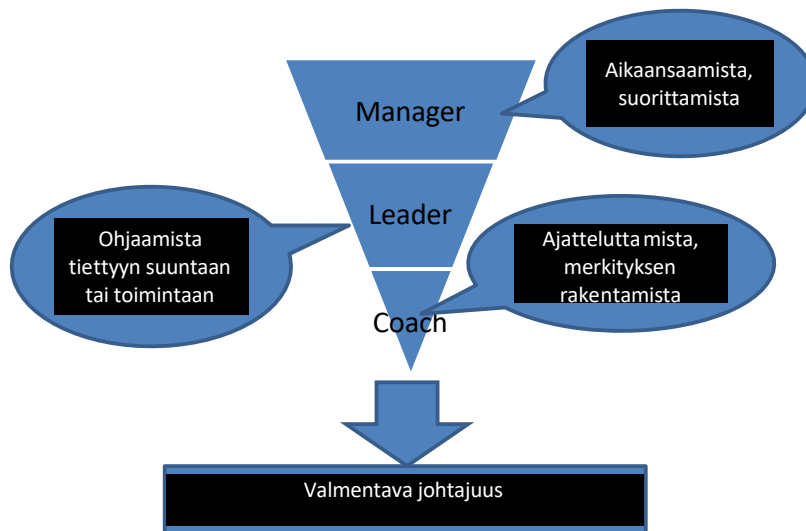 Manager
Aikaansaamista,
suorittamista
Leader
Ohjaamista
tiettyyn suuntaan
tai toimintaan
Coach
Ajattelutta mista,
merkityksen
rakentamista
Valmentava johtajuus